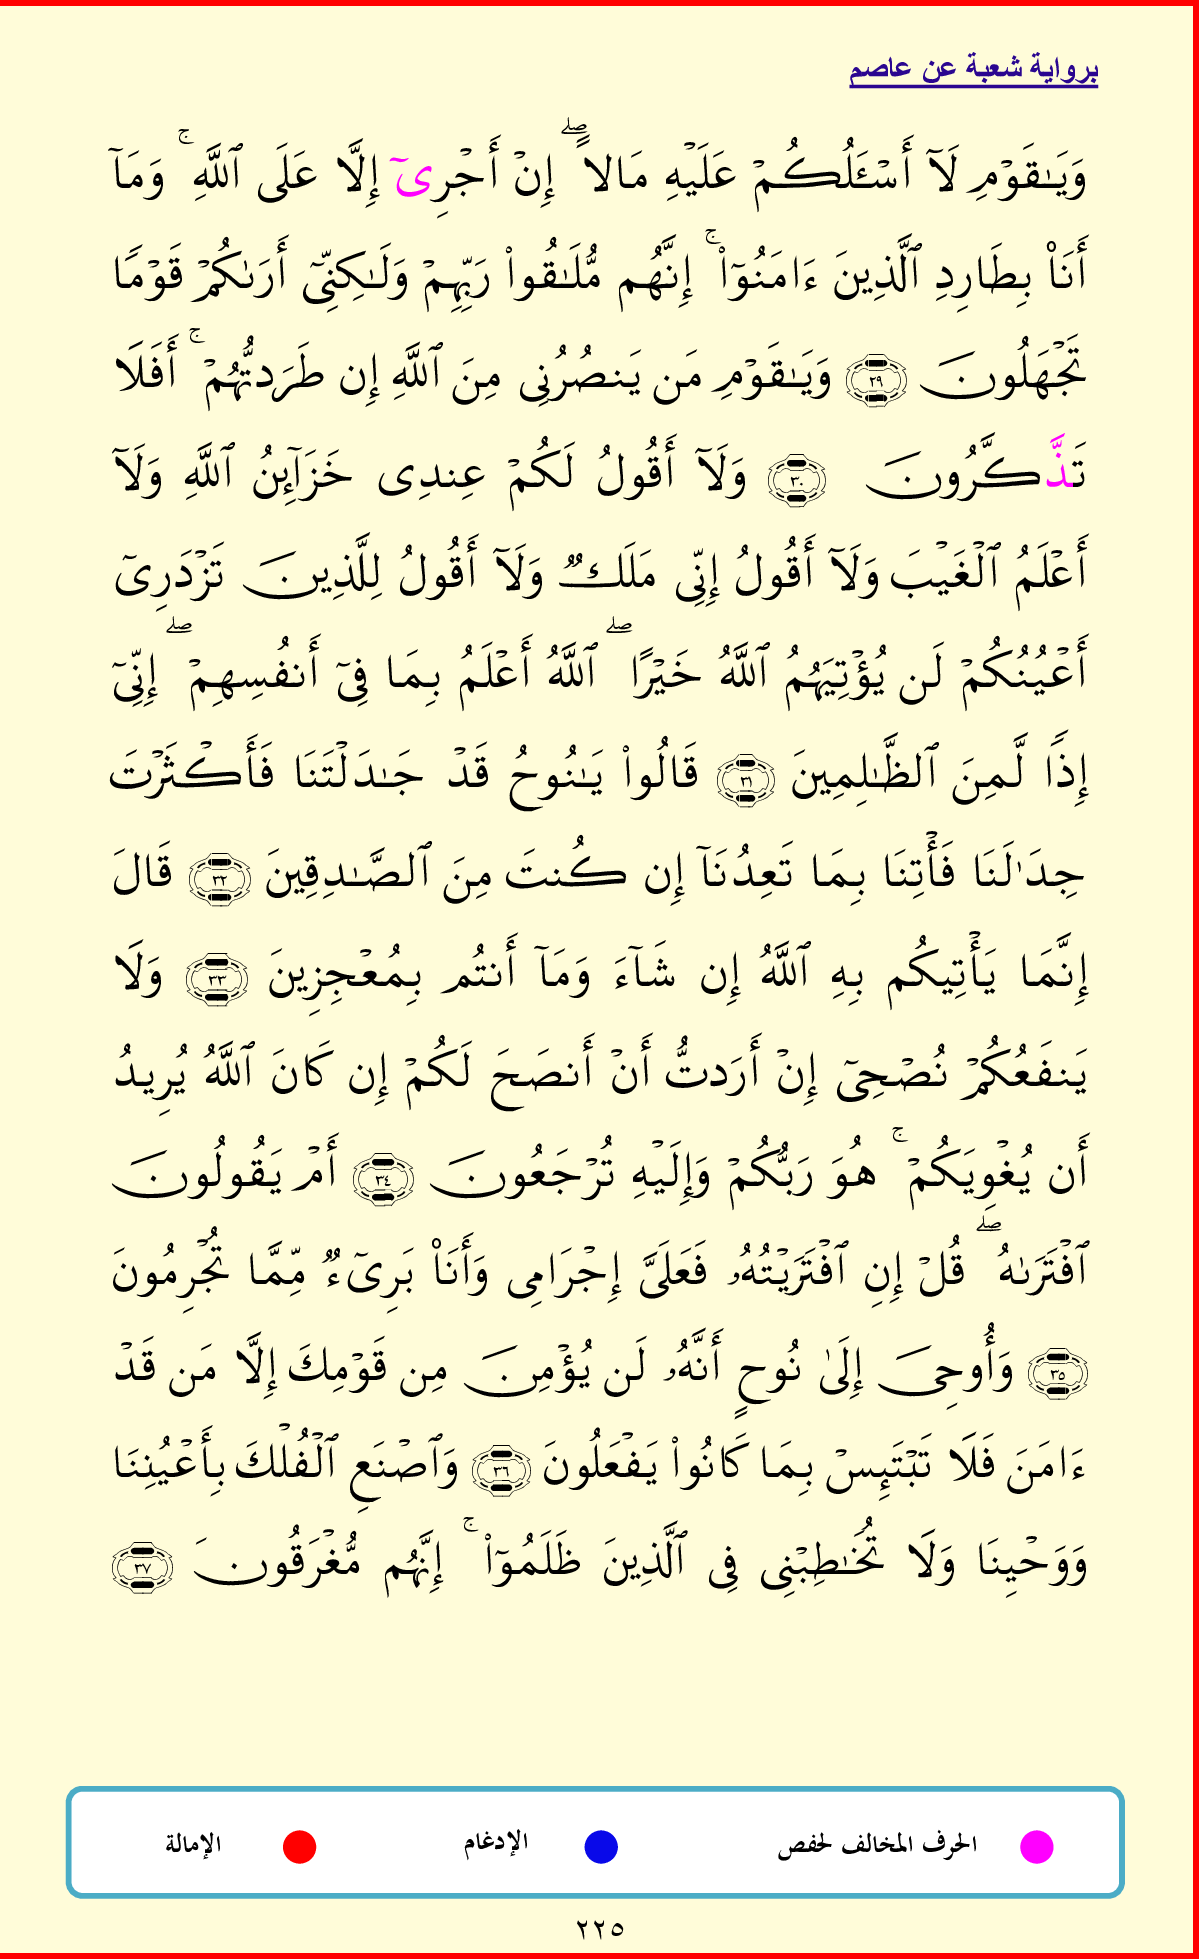 برواية شعبة عن عاصم
وَيَـٰقَوۡمِ لَآ أَسۡـَٔلُكُمۡ عَلَيۡهِ مَالًاۖ إِنۡ أَجۡرِىٓ إِلَّا عَلَى ٱللَّهِۚ وَمَآ
أَنَا۠ بِطَارِدِ ٱلَّذِينَ ءَامَنُوٓا۟ۚ إِنَّهُم مُّلَـٰقُوا۟ رَبِّهِمۡ وَلَـٰكِنِّىٓ أَرَىٰكُمۡ قَوۡمًا
تَجۡهَلُونَ ٢٩ وَيَـٰقَوۡمِ مَن يَنصُرُنِى مِنَ ٱللَّهِ إِن طَرَدتُّهُمۡۚ أَفَلَا
تَذَّكَّرُونَ ٣٠ وَلَآ أَقُولُ لَكُمۡ عِندِى خَزَآئِنُ ٱللَّهِ وَلَآ
أَعۡلَمُ ٱلۡغَيۡبَ وَلَآ أَقُولُ إِنِّى مَلَكٌ وَلَآ أَقُولُ لِلَّذِينَ تَزۡدَرِىٓ
أَعۡيُنُكُمۡ لَن يُؤۡتِيَهُمُ ٱللَّهُ خَيۡرًاۖ ٱللَّهُ أَعۡلَمُ بِمَا فِىٓ أَنفُسِهِمۡۖ إِنِّىٓ
إِذًا لَّمِنَ ٱلظَّـٰلِمِينَ ٣١ قَالُوا۟ يَـٰنُوحُ قَدۡ جَـٰدَلۡتَنَا فَأَكۡثَرۡتَ
جِدَٰلَنَا فَأۡتِنَا بِمَا تَعِدُنَآ إِن كُنتَ مِنَ ٱلصَّـٰدِقِينَ ٣٢ قَالَ
إِنَّمَا يَأۡتِيكُم بِهِ ٱللَّهُ إِن شَآءَ وَمَآ أَنتُم بِمُعۡجِزِينَ ٣٣ وَلَا
يَنفَعُكُمۡ نُصۡحِىٓ إِنۡ أَرَدتُّ أَنۡ أَنصَحَ لَكُمۡ إِن كَانَ ٱللَّهُ يُرِيدُ
أَن يُغۡوِيَكُمۡۚ هُوَ رَبُّكُمۡ وَإِلَيۡهِ تُرۡجَعُونَ ٣٤ أَمۡ يَقُولُونَ
ٱفۡتَرَىٰهُۖ قُلۡ إِنِ ٱفۡتَرَيۡتُهُۥ فَعَلَىَّ إِجۡرَامِى وَأَنَا۠ بَرِىٓءٌ مِّمَّا تُجۡرِمُونَ
٣٥ وَأُوحِىَ إِلَىٰ نُوحٍ أَنَّهُۥ لَن يُؤۡمِنَ مِن قَوۡمِكَ إِلَّا مَن قَدۡ
ءَامَنَ فَلَا تَبۡتَئِسۡ بِمَا كَانُوا۟ يَفۡعَلُونَ ٣٦ وَٱصۡنَعِ ٱلۡفُلۡكَ بِأَعۡيُنِنَا
وَوَحۡيِنَا وَلَا تُخَـٰطِبۡنِى فِى ٱلَّذِينَ ظَلَمُوٓا۟ۚ إِنَّهُم مُّغۡرَقُونَ ٣٧
الحرف المخالف لحفص الإدغام الإمالة
٢٢٥